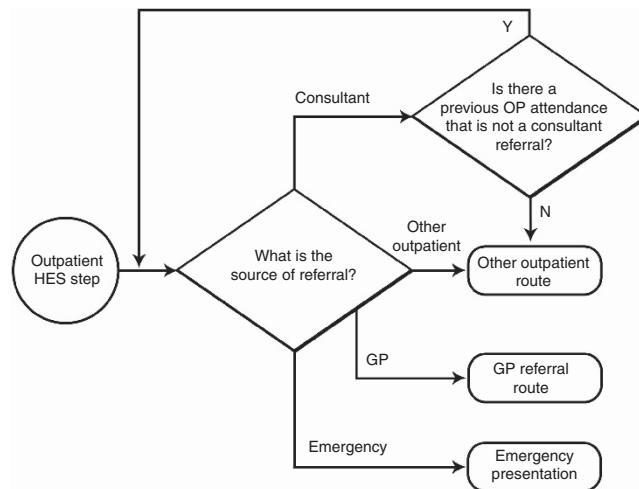 Y
Is there a
previous OP attendance
that is not a consultant
referral?
Consultant
N
Other
outpatient
Outpatient
HES step
What is the
source of referral?
Other outpatient
route
GP
GP referral
route
Emergency
Emergency
presentation